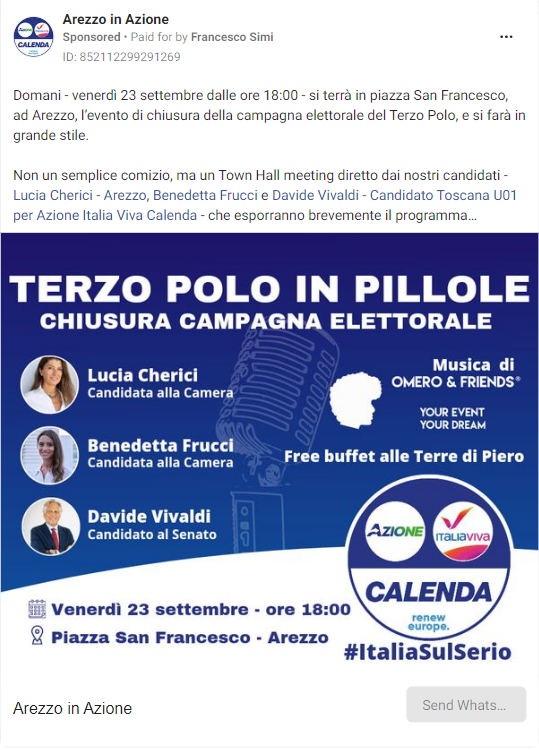 Arezzo in Azione
Sponsored • Paid for by Francesco Simi
ID: 852112299291269
Domani - venerdì 23 settembre dalle ore 18:00 - si terrà in piazza San Francesco,
ad Arezzo, l'evento di chiusura della campagna elettorale del Terzo Polo, e si farà in
grande stile.
Non un semplice comizio, ma un Town Hall meeting diretto dai nostri candidati -
Lucia Cherici - Arezzo, Benedetta Frucci e Davide Vivaldi - Candidato Toscana U01
per Azione Italia Viva Calenda - che esporranno brevemente il programma...
TERZO POLO IN PILLOLE
CHIUSURA CAMPAGNA ELETTORALE
Lucia Cherici
Candidata alla Camera
Benedetta Frucci
Candidata alla Camera
Davide Vivaldi
Candidato al Senato
Musica di
OMERO & FRIENDS®
YOUR EVENT
YOUR DREAM
Free buffet alle Terre di Piero
AZIONE
ITALIAVIVA
CALENDA
renew
europe.
Venerdì 23 settembre - ore 18:00
Piazza San Francesco - Arezzo
#ItaliaSulSerio
Arezzo in Azione
Send Whats...